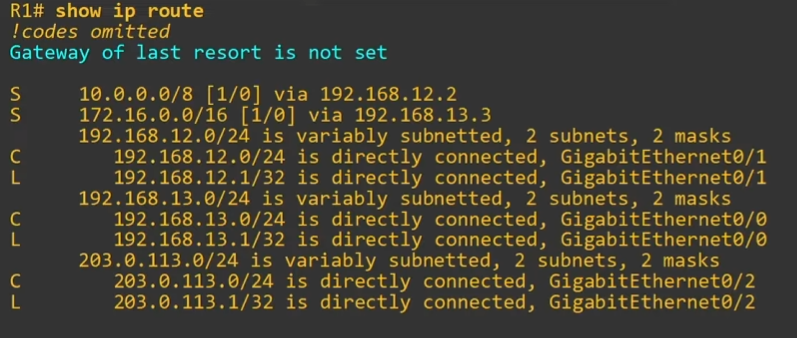 R1# show ip route
!codes omitted
Gateway of last resort is not set
S 10.0.0.0/8 [1/0] via 192.168.12.2
S 172.16.0.0/16 [1/0] via 192.168.13.3
192.168.12.0/24 is variably subnetted, 2 subnets, 2 masks
C 192.168.12.0/24 is directly connected, GigabitEthernet0/1
L 192.168.12.1/32 is directly connected, GigabitEthernet0/1
192.168.13.0/24 is variably subnetted, 2 subnets, 2 masks
C 192.168.13.0/24 is directly connected, GigabitEthernet0/0
L 192.168.13.1/32 is directly connected, GigabitEthernet0/0
203.0.113.0/24 is variably subnetted, 2 subnets, 2 masks
C 203.0.113.0/24 is directly connected, GigabitEthernet0/2
L 203.0.113.1/32 is directly connected, GigabitEthernet0/2